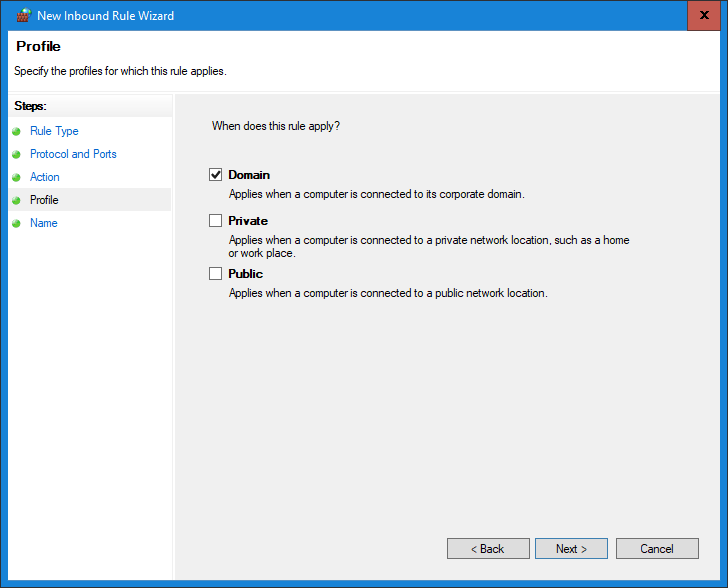 New Inbound Rule Wizard
Profile
Specify the profiles for which this rule applies.
Steps:
Rule Type
Protocol and Ports
Action
Profile
Name
When does this rule apply?
Domain
Applies when a computer is connected to its corporate domain.
Private
Applies when a computer is connected to a private network location, such as a home
or work place.
Public
Applies when a computer is connected to a public network location.
< Back
Next >
Cancel